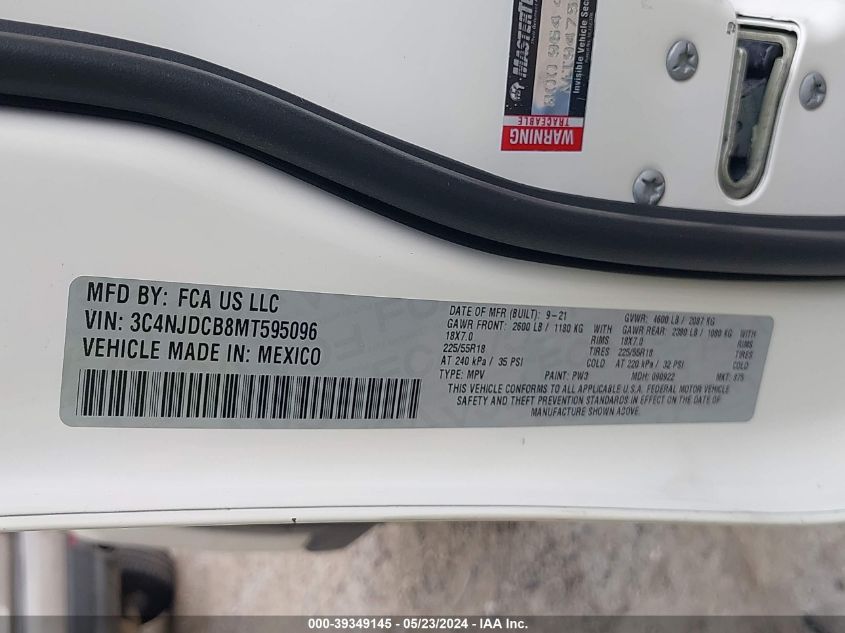 MASTERT
Invisible Vehicle Sec
WARNING
TRACEABLE
MFD BY: FCA US LLC
VIN: 3C4NJDCB8MT595096
VEHICLE MADE IN: MEXICO
DATE OF MFR (BUILT): 9-21 GVWR: 4600 LB / 2087 KG
GAWR FRONT: 2600 LB / 1180 KG WITH GAWR REAR: 2380 LB / 1080 KG WITH
18X7.0 RIMS 18X7.0 RIMS
225/55R18 TIRES 225/55R18 TIRES
AT 240 kPa / 35 PSI COLD AT 220 kPa / 32 PSI COLD
TYPE: MPV PAINT: PW3 MDH: 090922 MKT: 875
THIS VEHICLE CONFORMS TO ALL APPLICABLE U.S.A. FEDERAL MOTOR VEHICLE
SAFETY AND THEFT PREVENTION STANDARDS IN EFFECT ON THE DATE OF
MANUFACTURE SHOWN ABOVE.
000-39349145 - 05/23/2024 - IAA Inc.